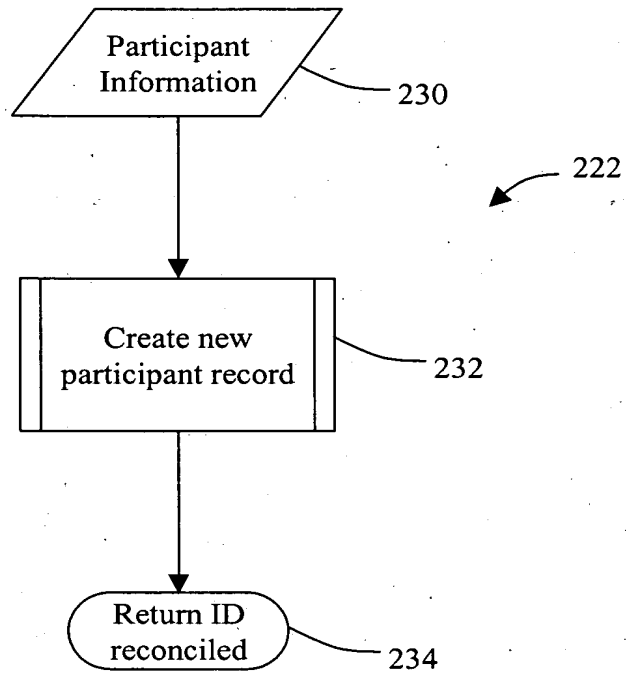 Participant
Information
230
222
Create new
participant record
232
Return ID
reconciled
234